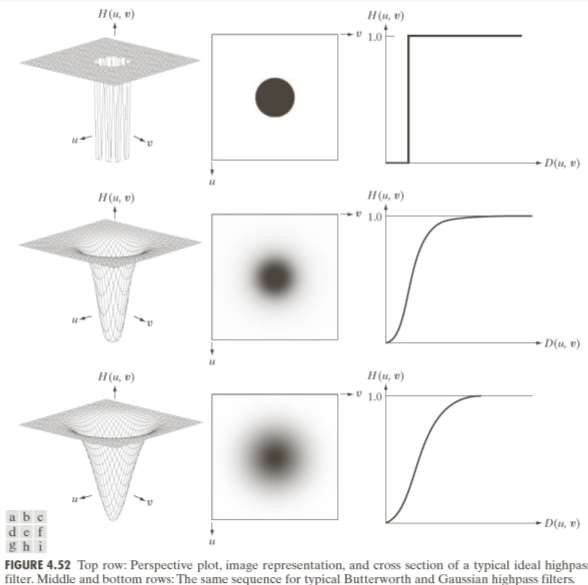 H(u, v)
u
v
v
u
H(u, v)
1.0
D(u, v)
H(u, v)
u
v
v
u
H(u, v)
1.0
D(u, v)
H(u, v)
u
v
v
u
H(u, v)
1.0
D(u, v)
a b c
d e f
g h i
FIGURE 4.52 Top row: Perspective plot, image representation, and cross section of a typical ideal highpas
filter. Middle and bottom rows: The same sequence for typical Butterworth and Gaussian highpass filters